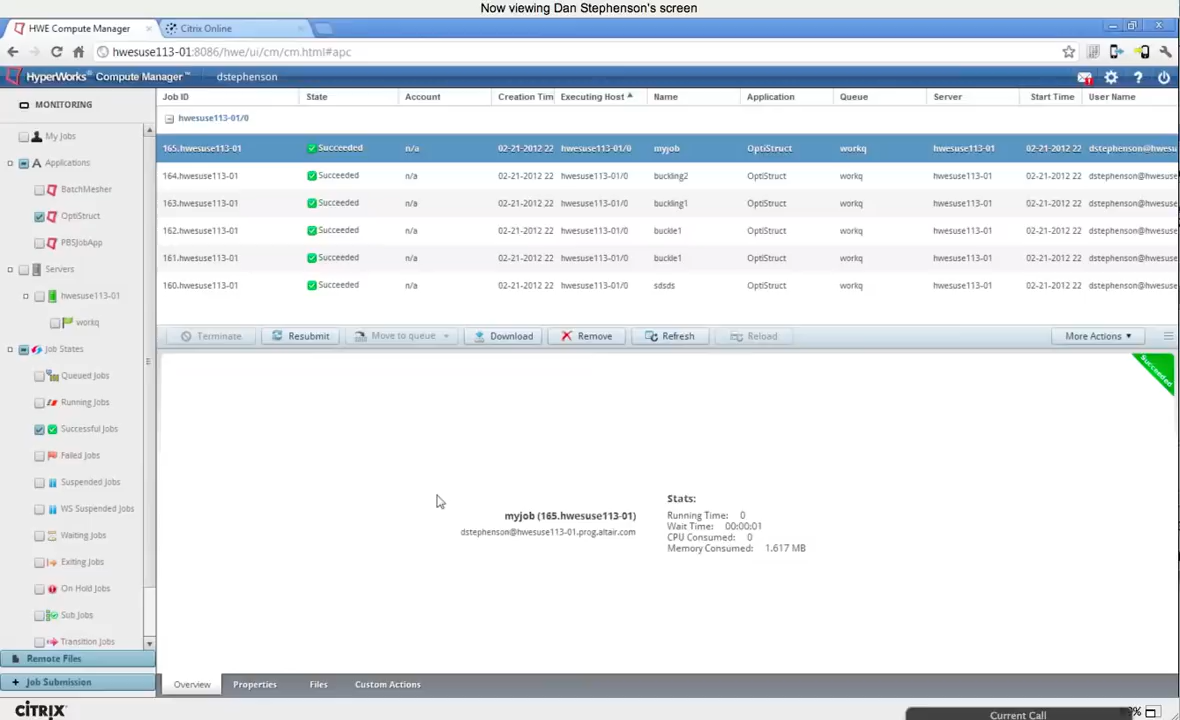 Now viewing Dan Stephenson's screen
HWE Compute Manager
Citrix Online
hwesuse113-01:8086/hwe/ui/cm/cm.html#apc
HyperWorks® Compute Manager™ dstephenson
MONITORING
My Jobs
Applications
BatchMesher
OptiStruct
PBSJobApp
Servers
hwesuse113-01
workq
Job States
Queued Jobs
Running Jobs
Successful Jobs
Failed Jobs
Suspended Jobs
WS Suspended Jobs
Waiting Jobs
Exiting Jobs
On Hold Jobs
Sub Jobs
Transition Jobs
Remote Files
Job Submission
Job ID State Account Creation Tim Executing Host Name Application Queue Server Start Time User Name
hwesuse113-01/0
165.hwesuse113-01 Succeeded n/a 02-21-2012 22 hwesuse113-01/0 myjob OptiStruct workq hwesuse113-01 02-21-2012 22 dstephenson@hwesu
164.hwesuse113-01 Succeeded n/a 02-21-2012 22 hwesuse113-01/0 buckling2 OptiStruct workq hwesuse113-01 02-21-2012 22 dstephenson@hwese
163.hwesuse113-01 Succeeded n/a 02-21-2012 22 hwesuse113-01/0 buckling1 OptiStruct workq hwesuse113-01 02-21-2012 22 dstephenson@hwese
162.hwesuse113-01 Succeeded n/a 02-21-2012 22 hwesuse113-01/0 buckle1 OptiStruct workq hwesuse113-01 02-21-2012 22 dstephenson@hwese
161.hwesuse113-01 Succeeded n/a 02-21-2012 22 hwesuse113-01/0 buckle1 OptiStruct workq hwesuse113-01 02-21-2012 22 dstephenson@hwese
160.hwesuse113-01 Succeeded n/a 02-21-2012 22 hwesuse113-01/0 sdsds OptiStruct workq hwesuse113-01 02-21-2012 22 dstephenson@hwese
Terminate Resubmit Move to queue Download Remove Refresh Reload More Actions
Succeeded
myjob (165.hwesuse113-01)
dstephenson@hwesuse113-01.prog.altair.com
Stats:
Running Time: 0
Wait Time: 00:00:01
CPU Consumed: 0
Memory Consumed: 1.617 MB
Overview Properties Files Custom Actions
CİTRIX
Current Call